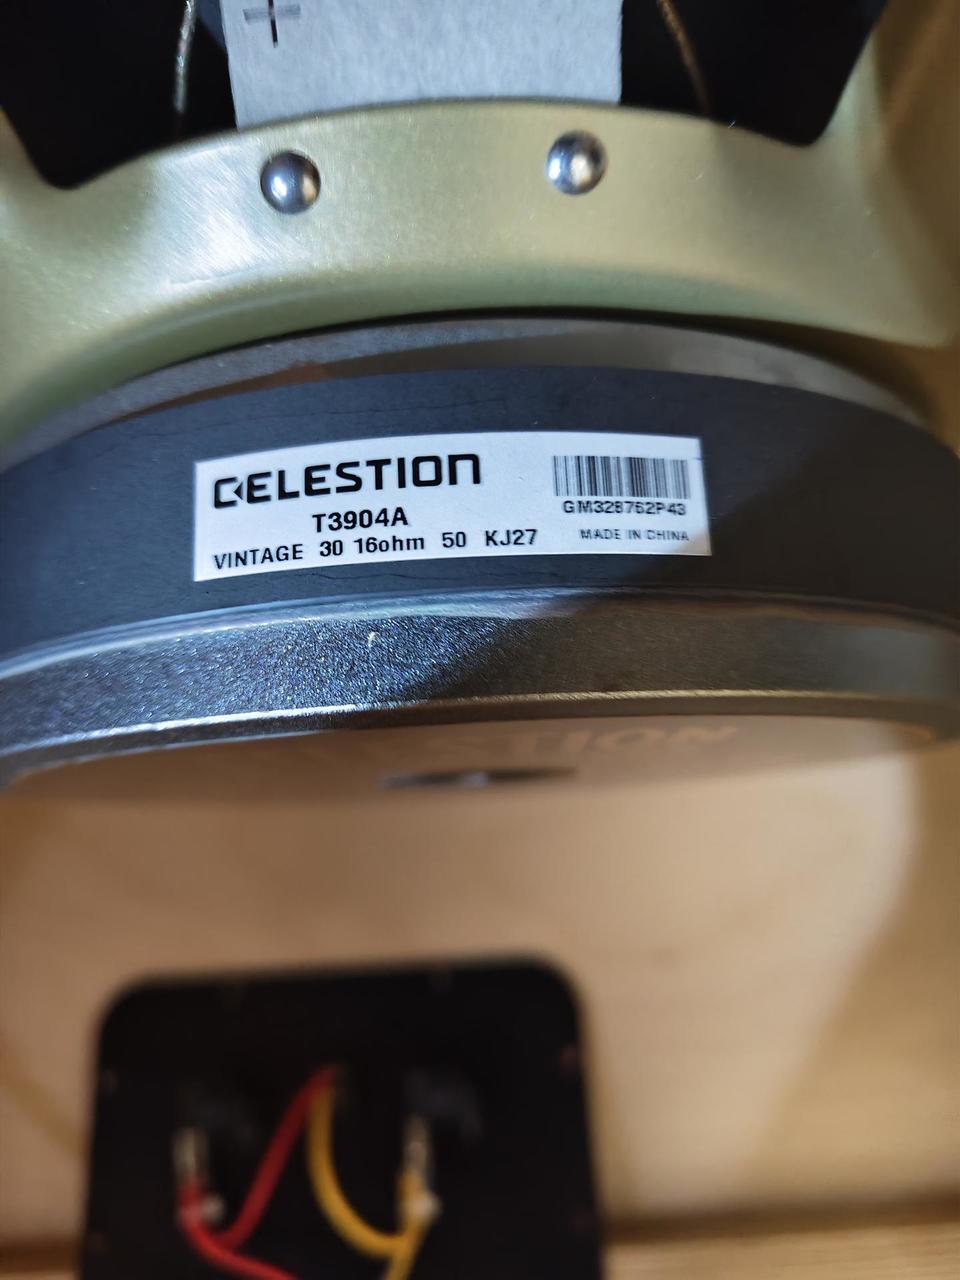 CELESTION
T3904A
VINTAGE 30 16ohm 50 KJ27
GM328762P43
MADE IN CHINA